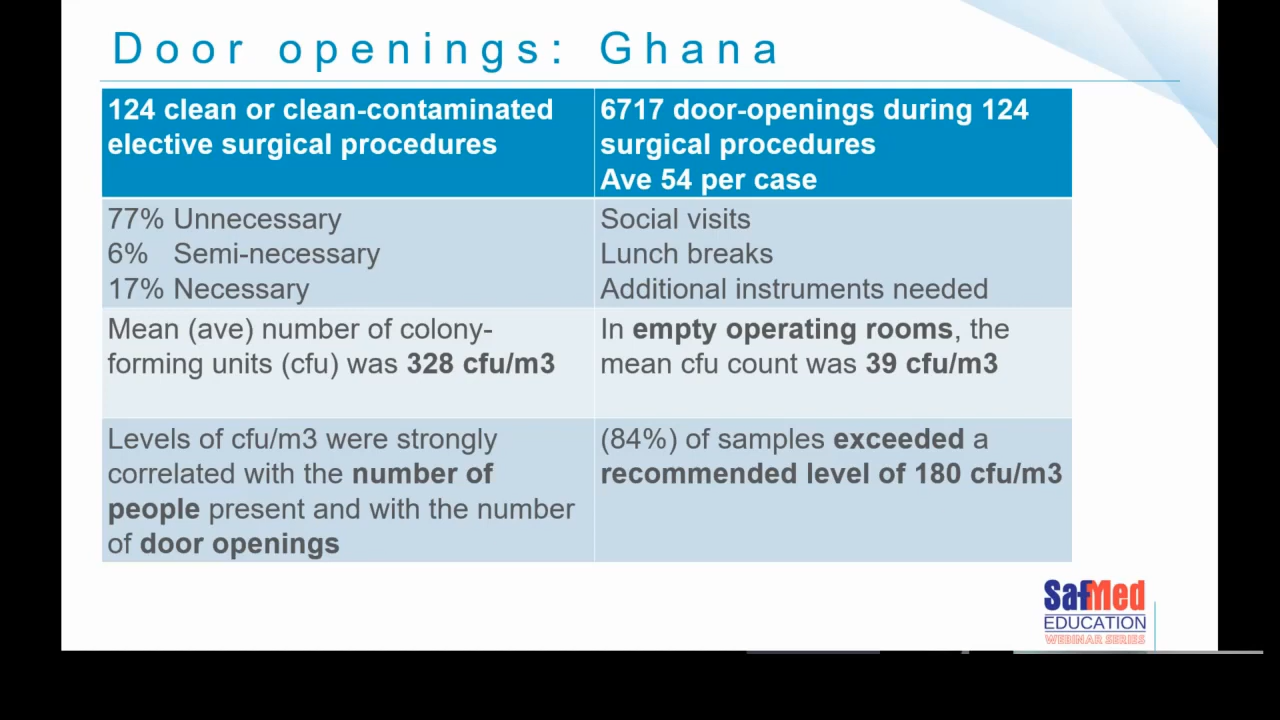 Door openings: Ghana
124 clean or clean-contaminated
elective surgical procedures
6717 door-openings during 124
surgical procedures
Ave 54 per case
77% Unnecessary
6% Semi-necessary
17% Necessary
Social visits
Lunch breaks
Additional instruments needed
Mean (ave) number of colony-
forming units (cfu) was 328 cfu/m3
In empty operating rooms, the
mean cfu count was 39 cfu/m3
Levels of cfu/m3 were strongly
correlated with the number of
people present and with the number
of door openings
(84%) of samples exceeded a
recommended level of 180 cfu/m3
SafMed
EDUCATION
WEBINAR SERIES